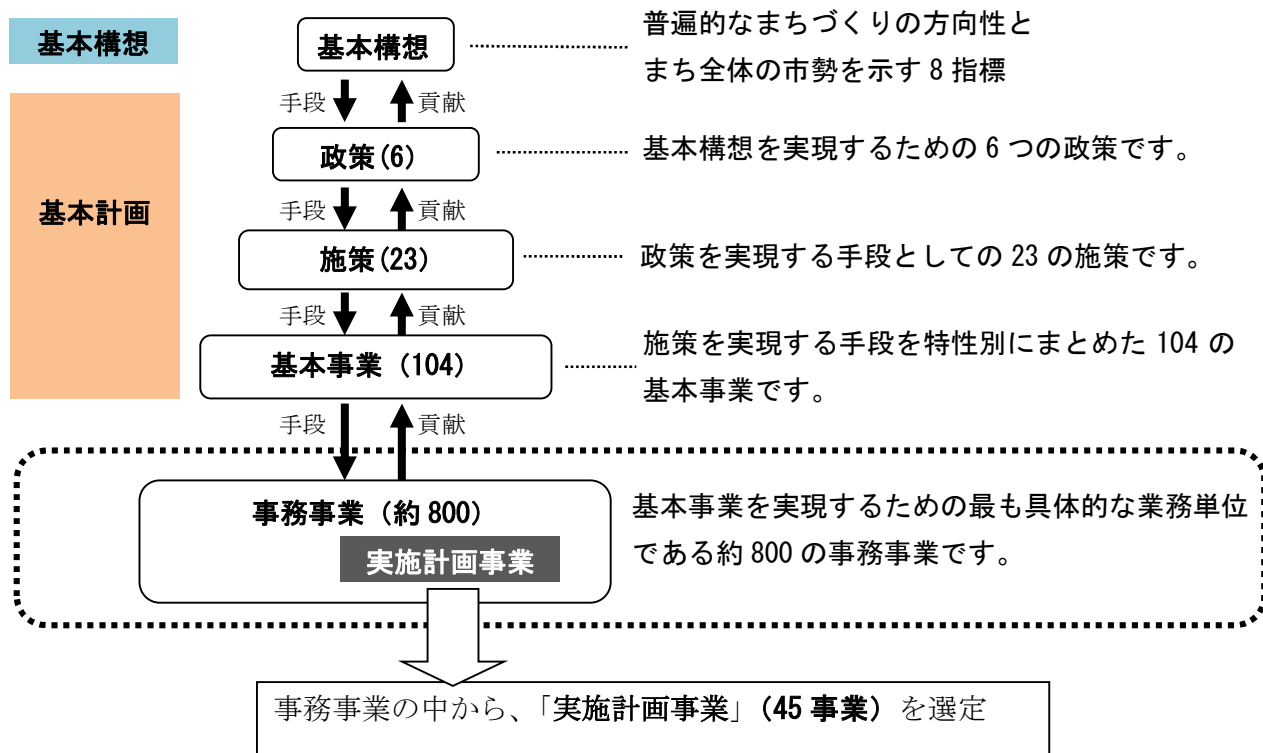 基本構想
基本構想
普遍的なまちづくりの方向性と
まち全体の市勢を示す 8 指標
手段
貢献
基本計画
政策(6)
基本構想を実現するための 6 つの政策です。
手段
貢献
施策(23)
政策を実現する手段としての 23 の施策です。
手段
貢献
基本事業（104）
施策を実現する手段を特性別にまとめた 104 の
基本事業です。
手段
貢献
事務事業（約 800）
実施計画事業
基本事業を実現するための最も具体的な業務単位
である約 800 の事務事業です。
事務事業の中から、「実施計画事業」（45 事業）を選定